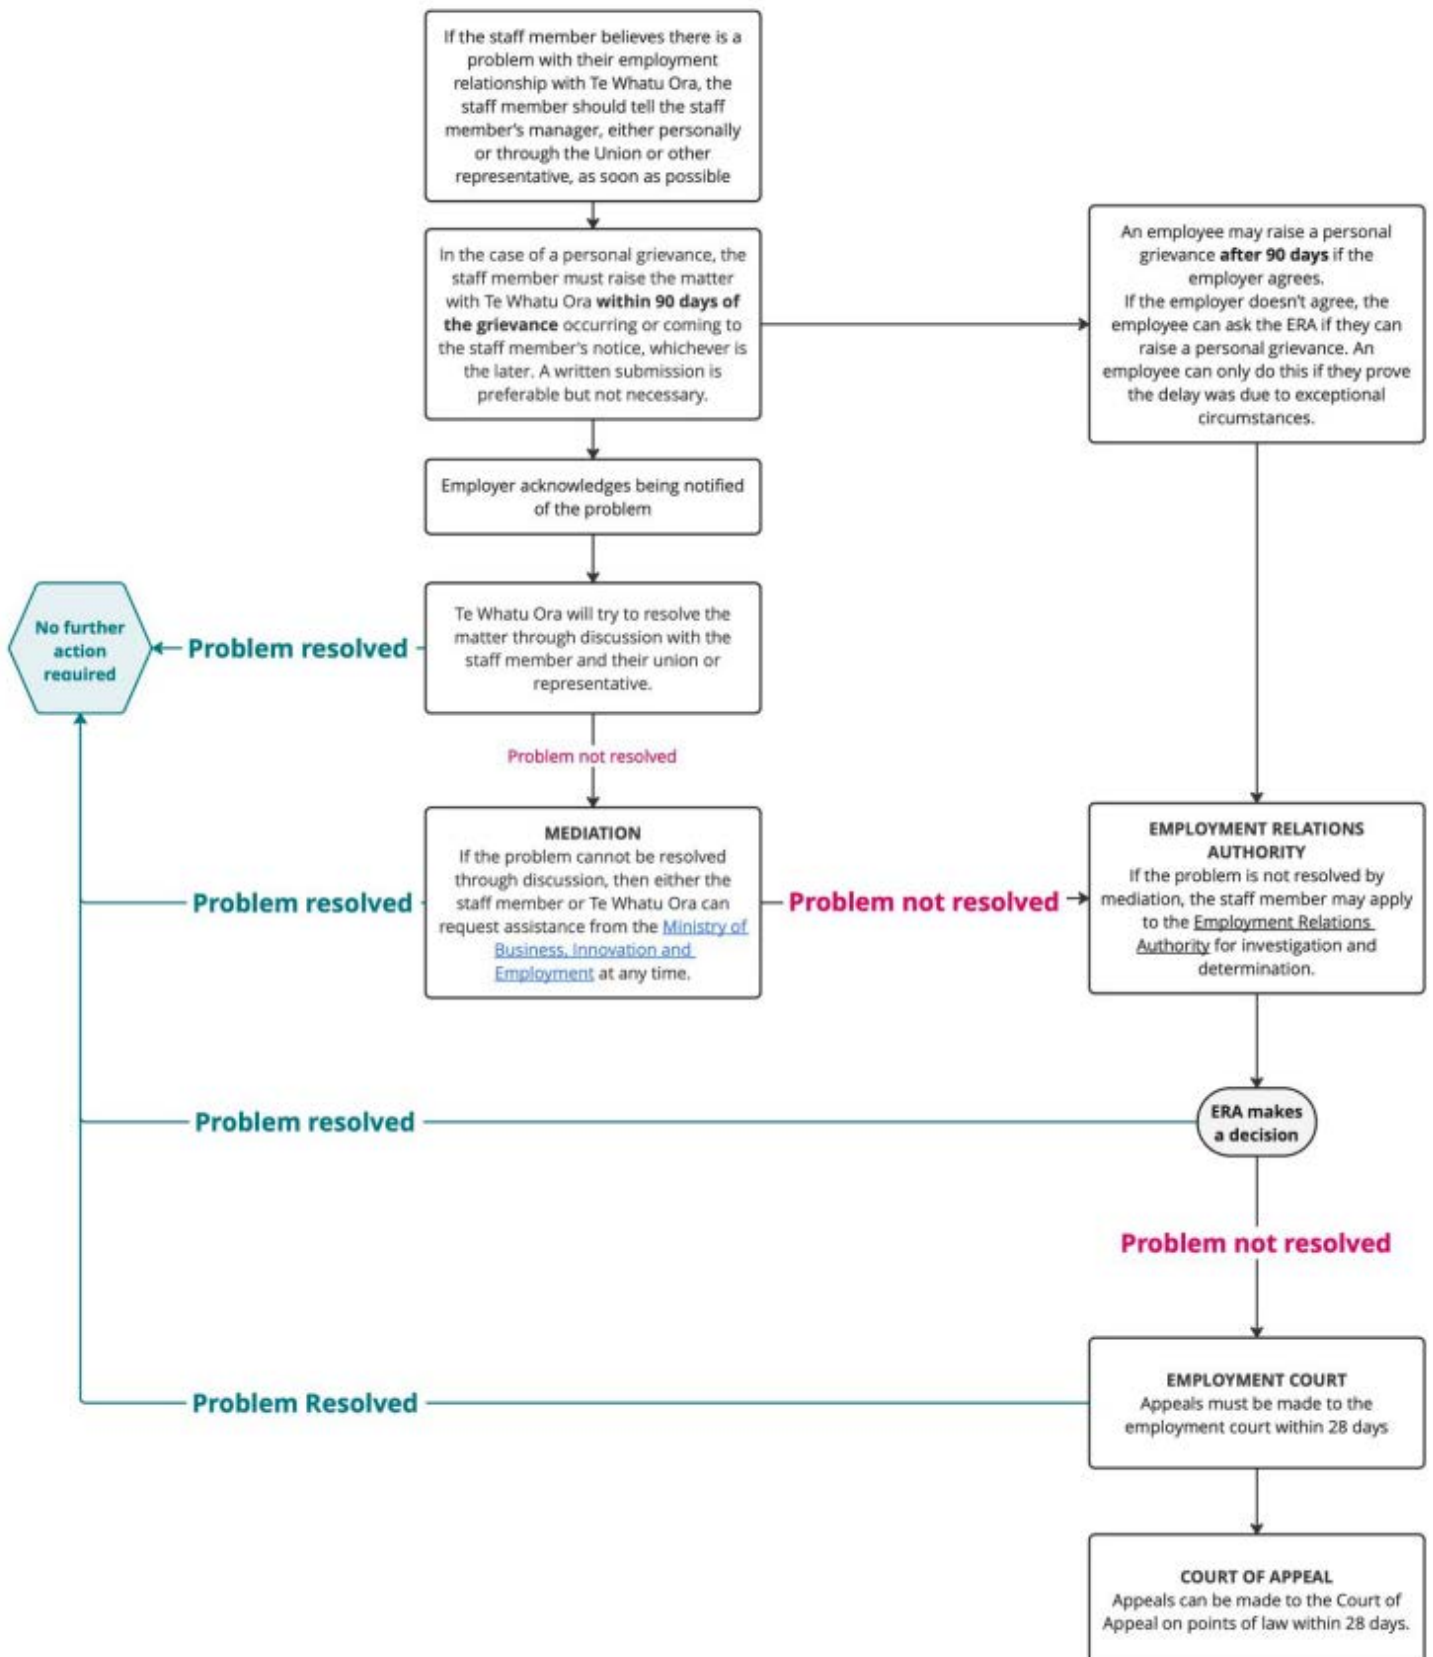 If the staff member believes there is a
problem with their employment
relationship with Te Whatu Ora, the
staff member should tell the staff
member's manager, either personally
or through the Union or other
representative, as soon as possible
In the case of a personal grievance, the
staff member must raise the matter
with Te Whatu Ora within 90 days of
the grievance occurring or coming to
the staff member's notice, whichever is
the later. A written submission is
preferable but not necessary.
An employee may raise a personal
grievance after 90 days if the
employer agrees.
If the employer doesn't agree, the
employee can ask the ERA if they can
raise a personal grievance. An
employee can only do this if they prove
the delay was due to exceptional
circumstances.
Employer acknowledges being notified
of the problem
Te Whatu Ora will try to resolve the
matter through discussion with the
staff member and their union or
representative.
Problem resolved
No further
action
required
Problem not resolved
MEDIATION
If the problem cannot be resolved
through discussion, then either the
staff member or Te Whatu Ora can
request assistance from the Ministry of
Business, Innovation and
Employment at any time.
Problem resolved
Problem not resolved
EMPLOYMENT RELATIONS
AUTHORITY
If the problem is not resolved by
mediation, the staff member may apply
to the Employment Relations
Authority for investigation and
determination.
ERA makes
a decision
Problem resolved
Problem not resolved
EMPLOYMENT COURT
Appeals must be made to the
employment court within 28 days
Problem Resolved
COURT OF APPEAL
Appeals can be made to the Court of
Appeal on points of law within 28 days.